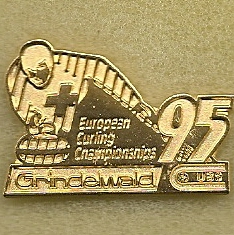 European
Curling
Championships
95
Grindelwald
UBS